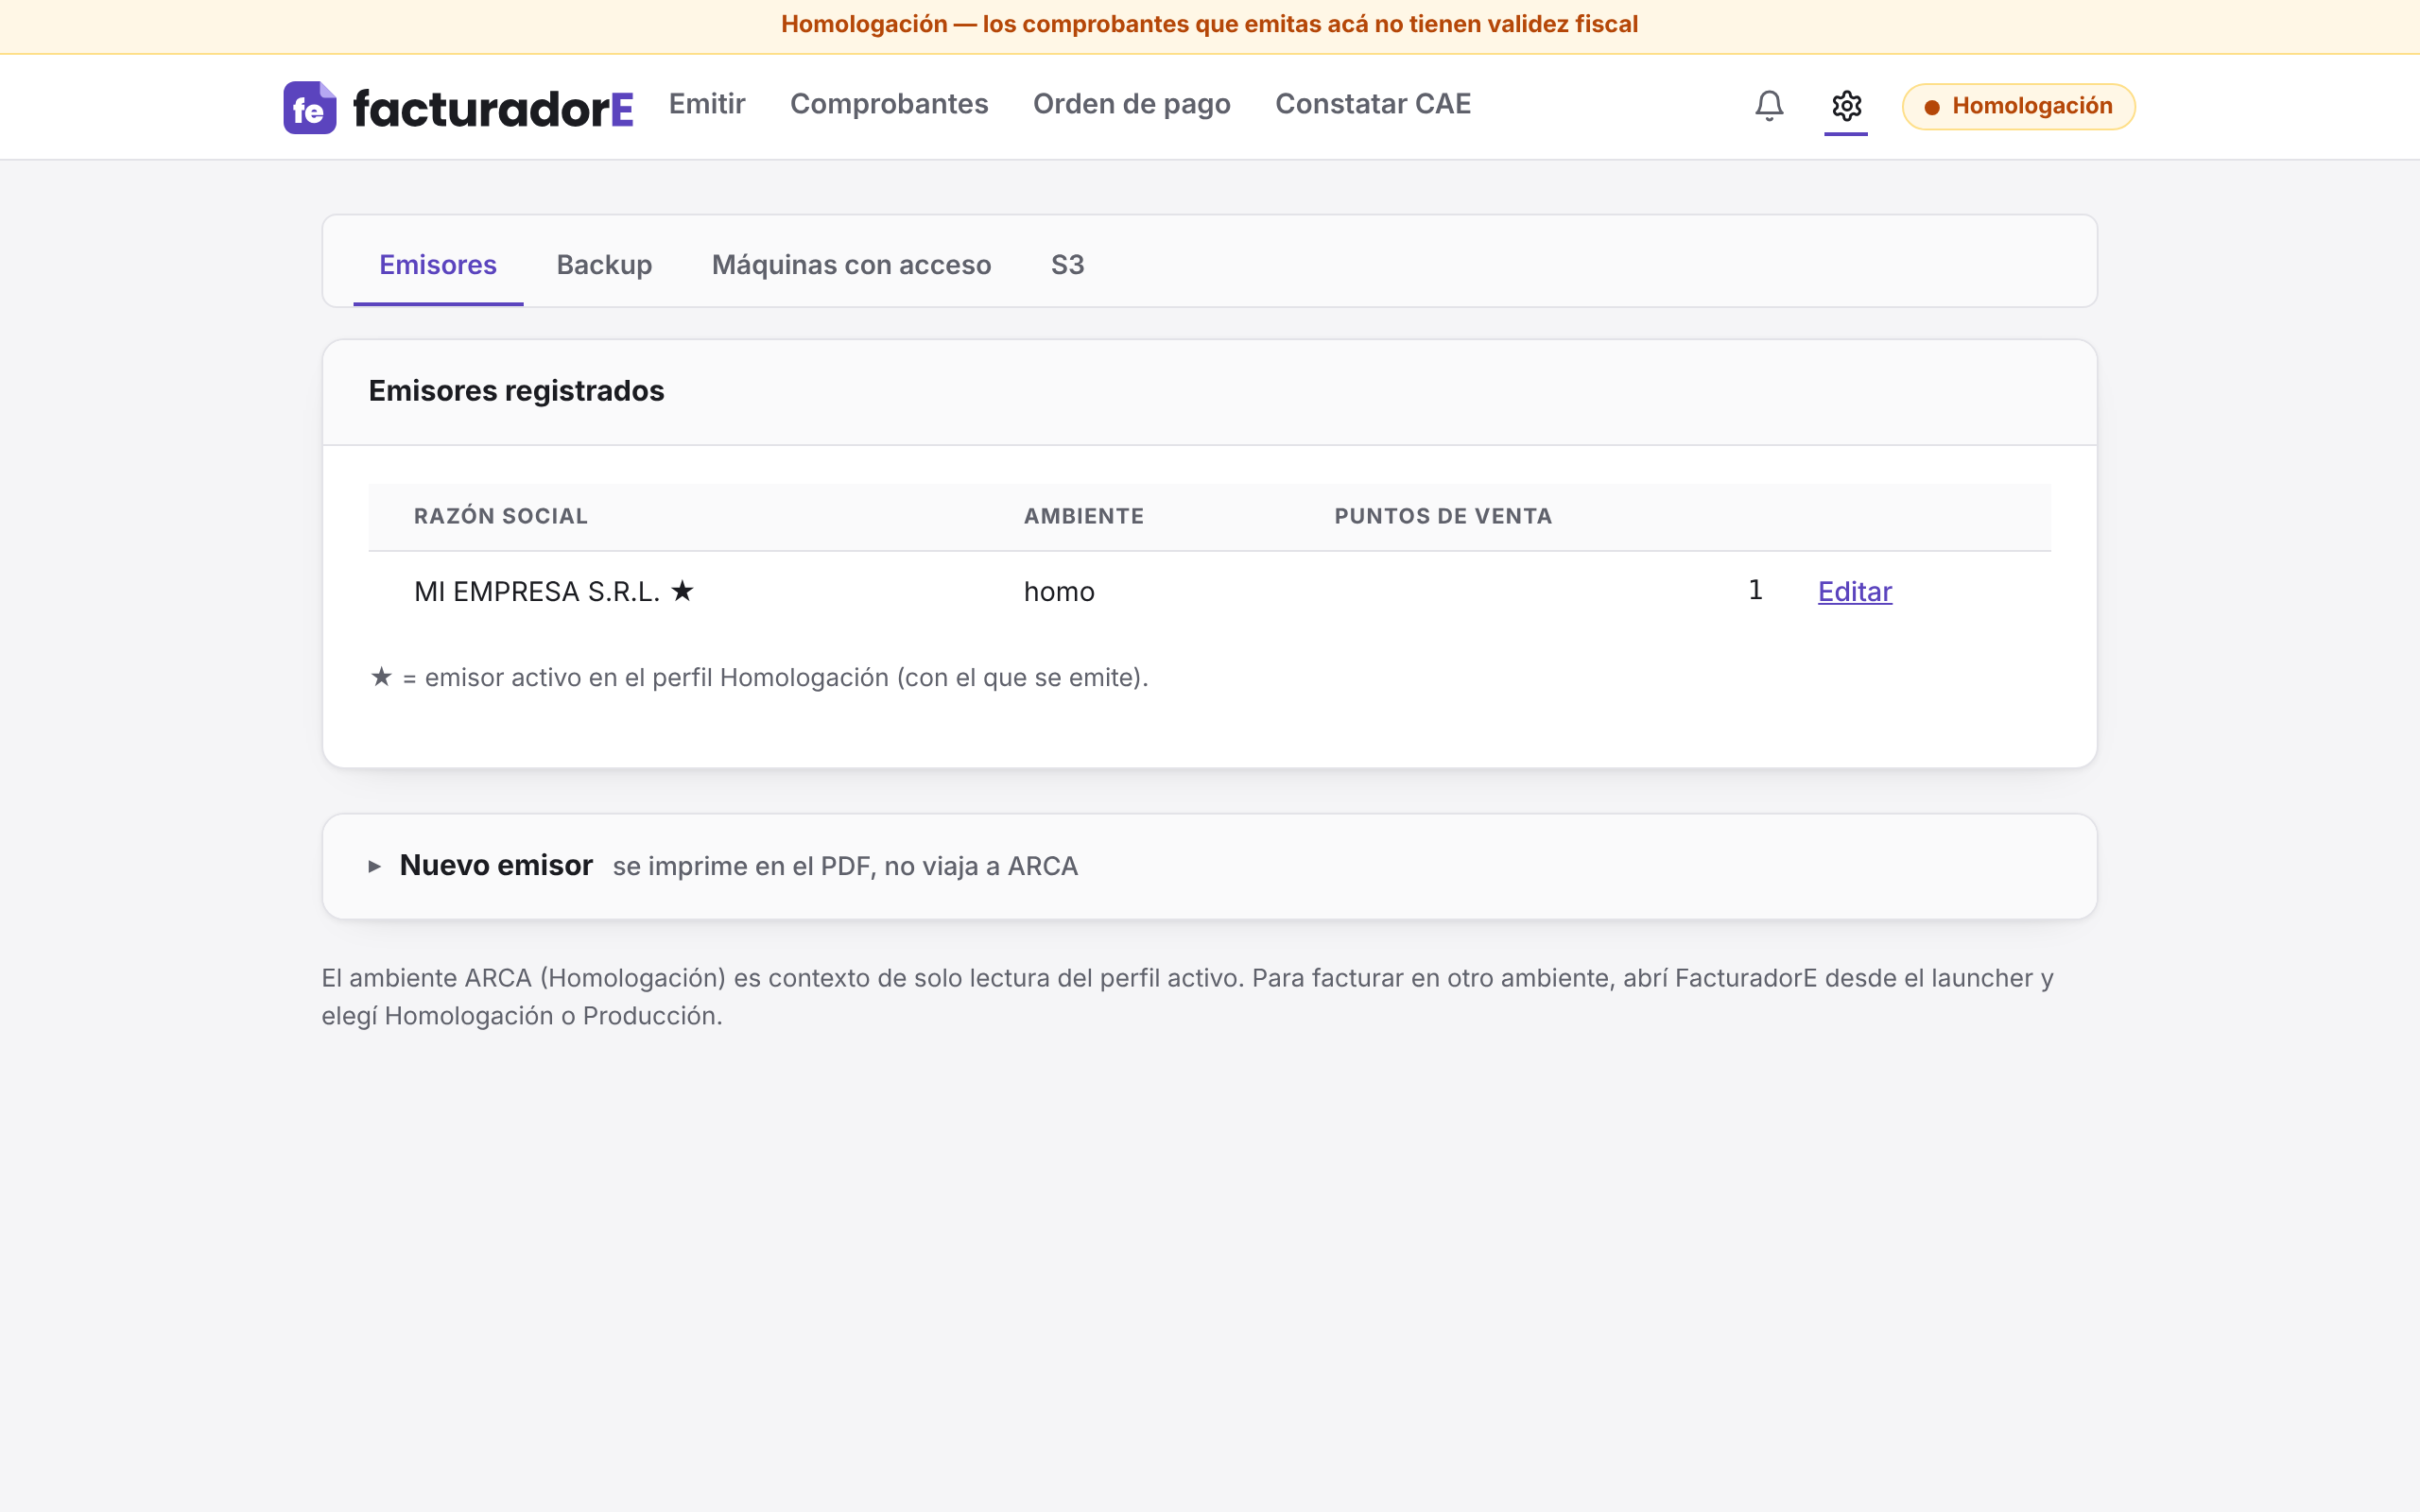 Homologación — los comprobantes que emitas acá no tienen validez fiscal
fe facturadorE Emitir Comprobantes Orden de pago Constatar CAE Homologación
Emisores Backup Máquinas con acceso S3
Emisores registrados
RAZÓN SOCIAL AMBIENTE PUNTOS DE VENTA
MI EMPRESA S.R.L. ★ homo 1 Editar
★ = emisor activo en el perfil Homologación (con el que se emite).
▸ Nuevo emisor se imprime en el PDF, no viaja a ARCA
El ambiente ARCA (Homologación) es contexto de solo lectura del perfil activo. Para facturar en otro ambiente, abrí FacturadorE desde el launcher y
elegí Homologación o Producción.